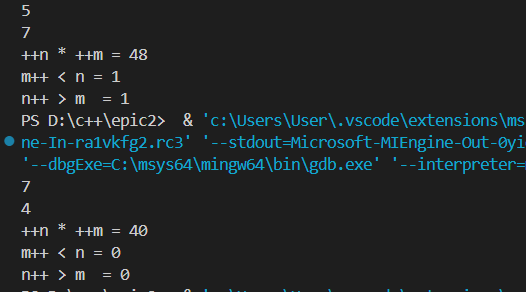 5
7
++n * ++m = 48
m++ < n = 1
n++ > m  = 1
PS D:\c++\epic2>  & 'c:\Users\User\.vscode\extensions\ms
ne-In-ra1vkfg2.rc3' '--stdout=Microsoft-MIEngine-Out-0yi
'--dbgExe=C:\msys64\mingw64\bin\gdb.exe' '--interpreter=
7
4
++n * ++m = 40
m++ < n = 0
n++ > m  = 0